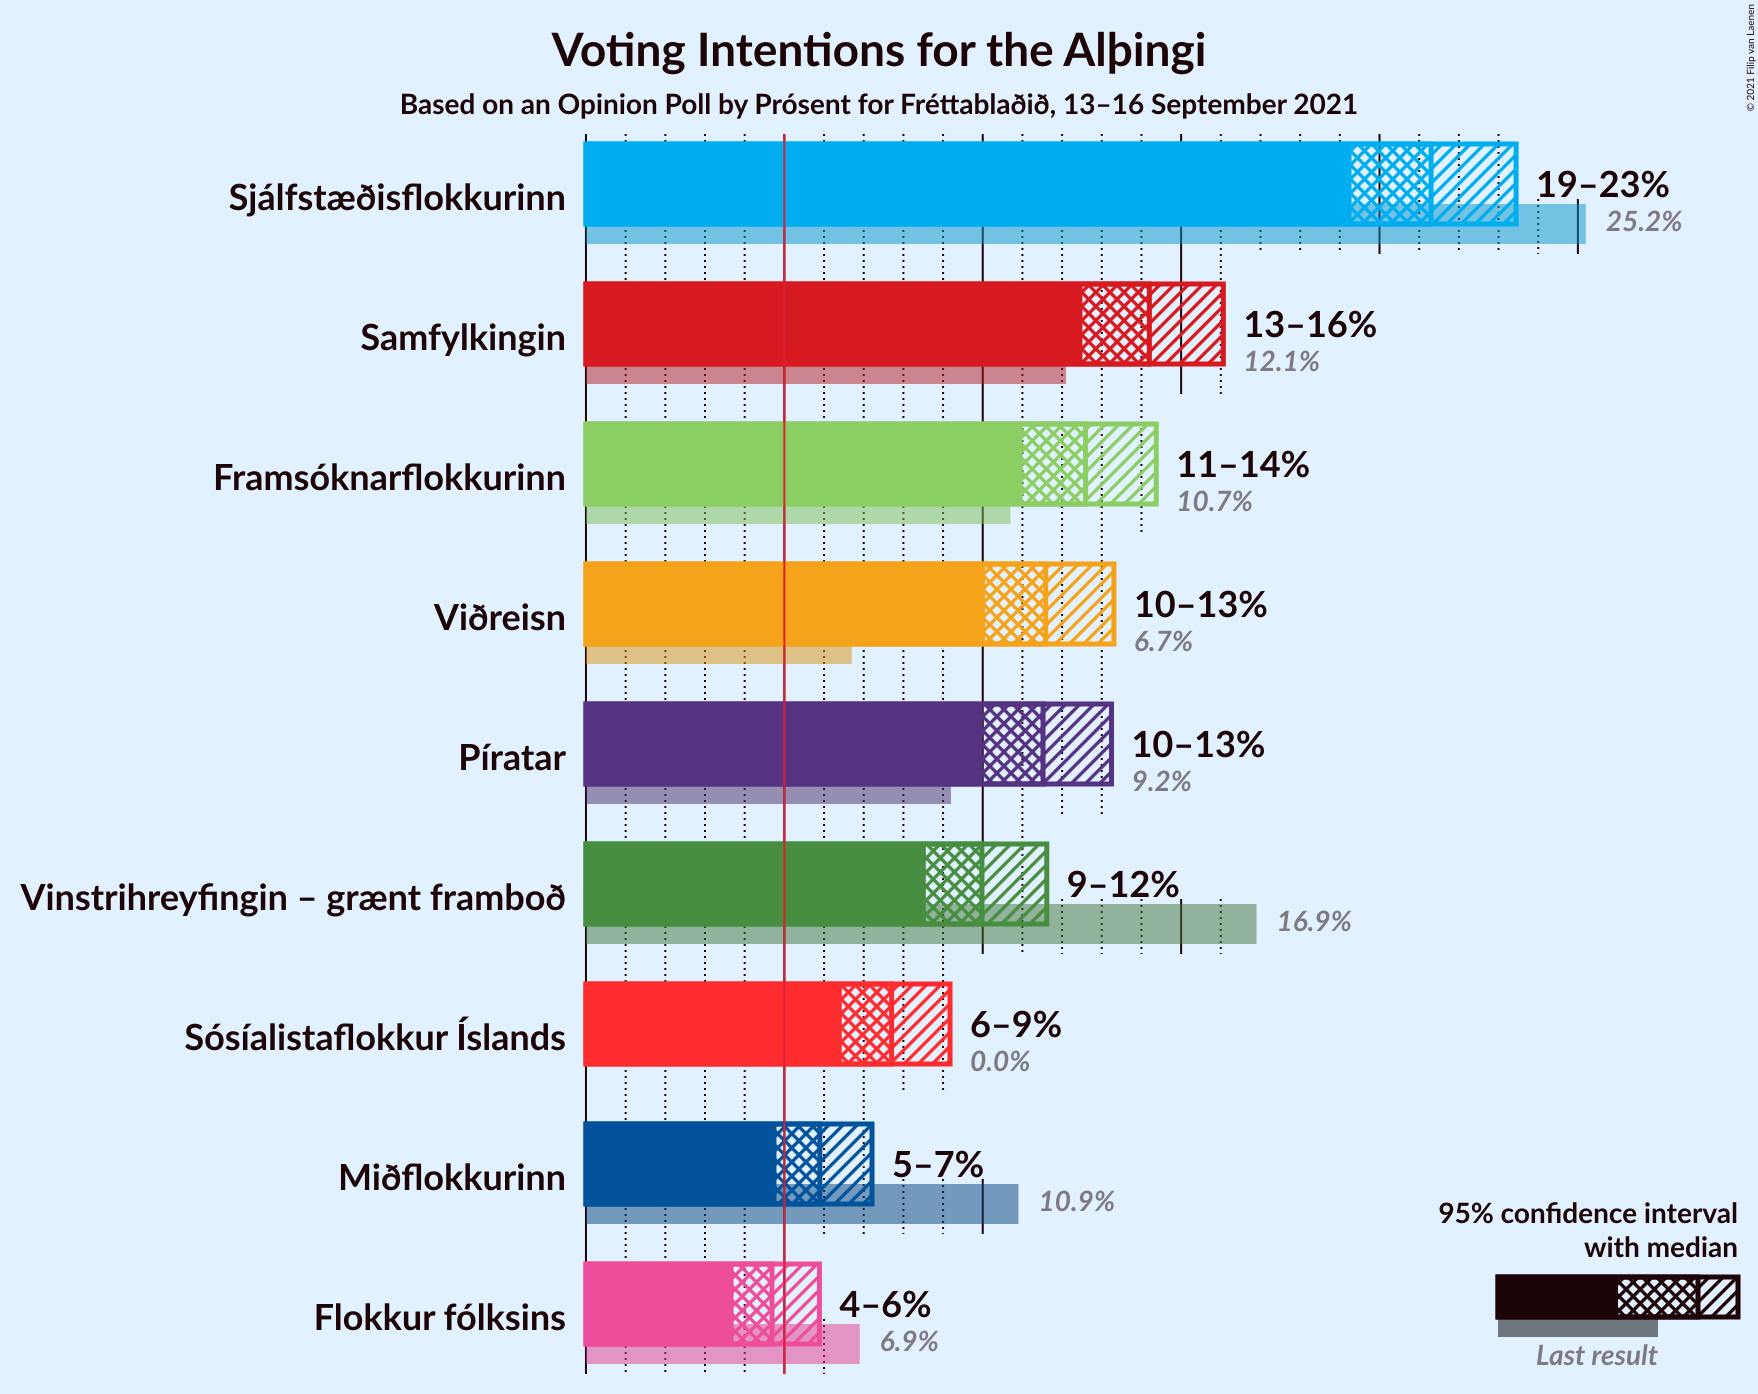 Voting Intentions for the Alþingi
Based on an Opinion Poll by Prósent for Fréttablaðið, 13–16 September 2021
© 2021 Filip van Laenen
Sjálfstæðisflokkurinn
19–23%
25.2%
Samfylkingin
13–16%
12.1%
Framsóknarflokkurinn
11–14%
10.7%
Viðreisn
10–13%
6.7%
Píratar
10–13%
9.2%
Vinstrihreyfingin – grænt framboð
9–12%
16.9%
Sósíalistaflokkur Íslands
6–9%
0.0%
Miðflokkurinn
5–7%
10.9%
Flokkur fólksins
4–6%
6.9%
95% confidence interval
with median
Last result